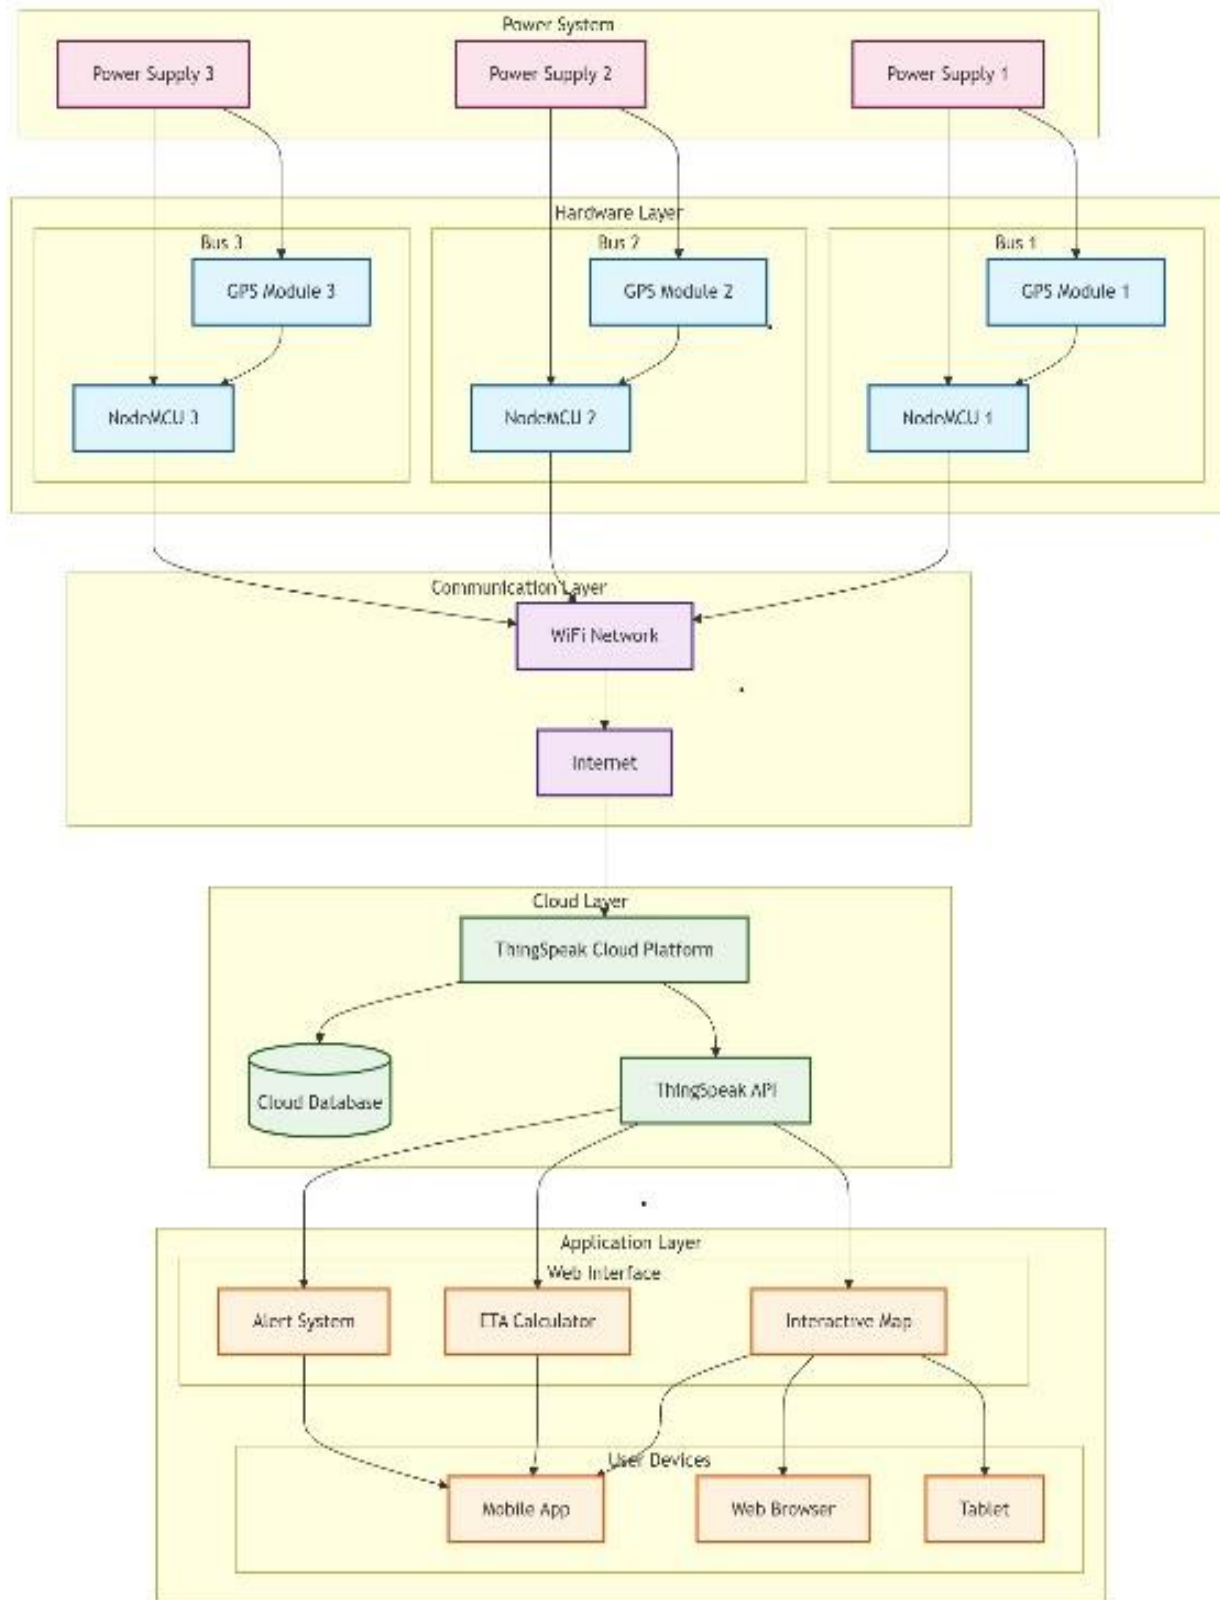 Power System
Power Supply 3
Power Supply 2
Power Supply 1
Hardware Layer
Bus 3
Bus 2
Bus 1
GPS Module 3
GPS Module 2
GPS Module 1
NodeMCU 3
NodeMCU 2
NodeMCU 1
Communication Layer
WiFi Network
Internet
Cloud Layer
ThingSpeak Cloud Platform
Cloud Database
ThingSpeak API
Application Layer
Web Interface
Alert System
ETA Calculator
Interactive Map
User Devices
Mobile App
Web Browser
Tablet